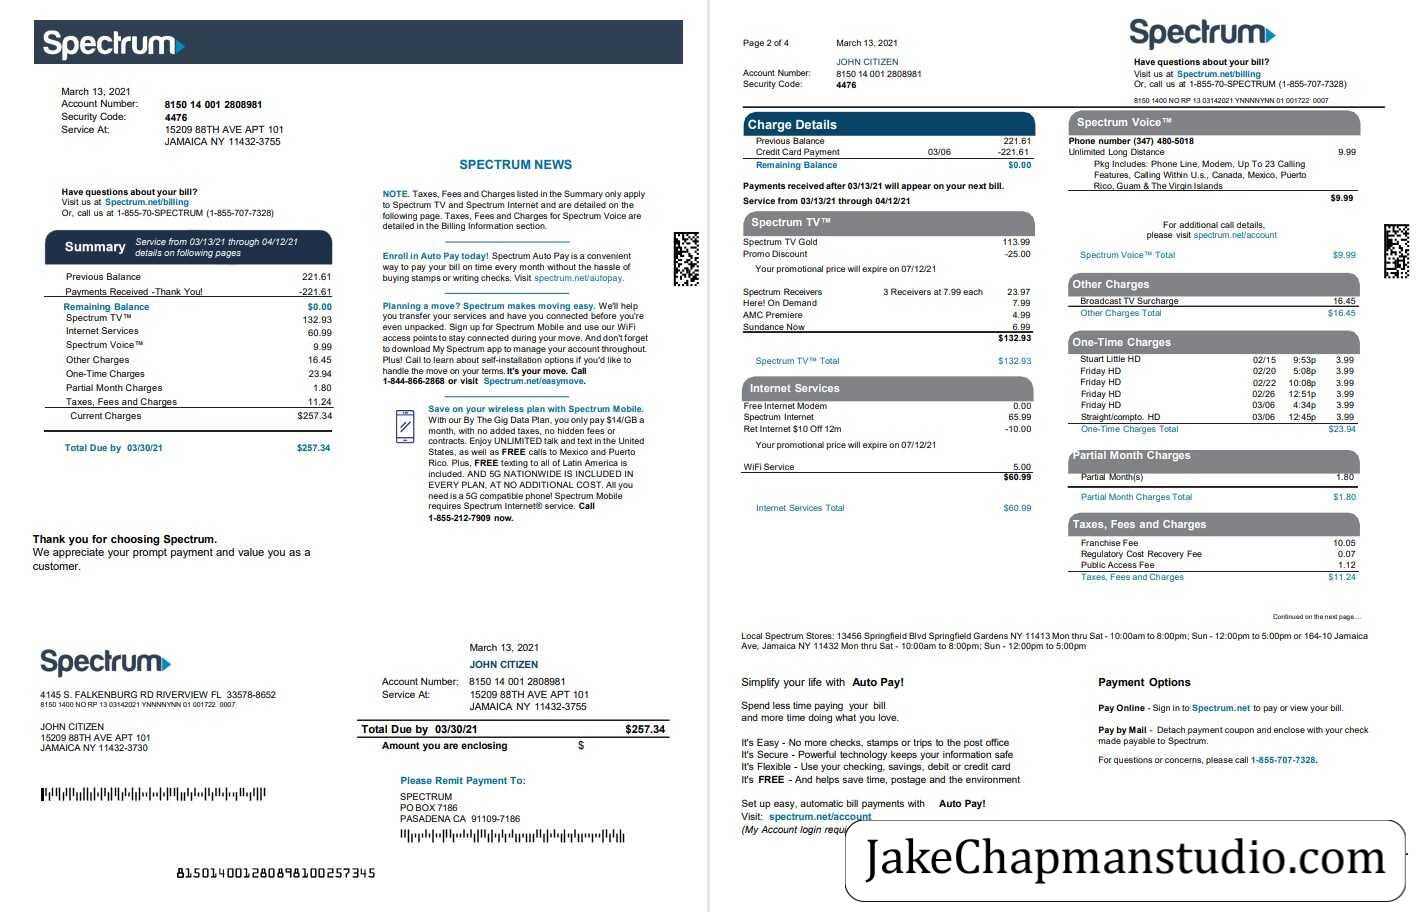 Spectrum
March 13, 2021
Account Number: 8150 14 001 2808981
Security Code: 4476
Service At: 15209 88TH AVE APT 101
JAMAICA NY 11432-3755
Have questions about your bill?
Visit us at Spectrum.net/billing
Or, call us at 1-855-70-SPECTRUM (1-855-707-7328)
Summary Service from 03/13/21 through 04/12/21
details on following pages
Previous Balance 221.61
Payments Received -Thank You! -221.61
Remaining Balance $0.00
Spectrum TV™ 132.93
Internet Services 60.99
Spectrum Voice™ 9.99
Other Charges 16.45
One-Time Charges 23.94
Partial Month Charges 1.80
Taxes, Fees and Charges 11.24
Current Charges $257.34
Total Due by 03/30/21 $257.34
SPECTRUM NEWS
NOTE. Taxes, Fees and Charges listed in the Summary only apply
to Spectrum TV and Spectrum Internet and are detailed on the
following page. Taxes, Fees and Charges for Spectrum Voice are
detailed in the Billing Information section.
Enroll in Auto Pay today! Spectrum Auto Pay is a convenient
way to pay your bill on time every month without the hassle of
buying stamps or writing checks. Visit spectrum.net/autopay.
Planning a move? Spectrum makes moving easy. We'll help
you transfer your services and have you connected before you're
even unpacked. Sign up for Spectrum Mobile and use our WiFi
access points to stay connected during your move. And don't forget
to download My Spectrum app to manage your account throughout.
Plus! Call to learn about self-installation options if you'd like to
handle the move on your terms. It's your move. Call
1-844-866-2868 or visit Spectrum.net/easymove.
Save on your wireless plan with Spectrum Mobile.
With our By The Gig Data Plan, you only pay $14/GB a
month, with no added taxes, no hidden fees or
contracts. Enjoy UNLIMITED talk and text in the United
States, as well as FREE calls to Mexico and Puerto
Rico. Plus, FREE texting to all of Latin America is
included. AND 5G NATIONWIDE IS INCLUDED IN
EVERY PLAN, AT NO ADDITIONAL COST. All you
need is a 5G compatible phone! Spectrum Mobile
requires Spectrum Internet® service. Call
1-855-212-7909 now.
Thank you for choosing Spectrum.
We appreciate your prompt payment and value you as a
customer.
Spectrum
4145 S. FALKENBURG RD RIVERVIEW FL 33578-8652
8150 1400 NO RP 13 03142021 YNNNNYNN 01 001722 0007
JOHN CITIZEN
15209 88TH AVE APT 101
JAMAICA NY 11432-3730
March 13, 2021
JOHN CITIZEN
Account Number: 8150 14 001 2808981
Service At: 15209 88TH AVE APT 101
JAMAICA NY 11432-3755
Total Due by 03/30/21 $257.34
Amount you are enclosing $
Please Remit Payment To:
SPECTRUM
PO BOX 7186
PASADENA CA 91109-7186
815014001280898100257345
Page 2 of 4 March 13, 2021
JOHN CITIZEN
Account Number: 8150 14 001 2808981
Security Code: 4476
Spectrum
Have questions about your bill?
Visit us at Spectrum.net/billing
Or, call us at 1-855-SPECTRUM (1-855-707-7328)
8150 1400 NO RP 13 03142021 YNNNNYNN 01 001722 0007
Charge Details
Previous Balance 221.61
Credit Card Payment 03/06 -221.61
Remaining Balance $0.00
Payments received after 03/13/21 will appear on your next bill.
Service from 03/13/21 through 04/12/21
Spectrum TV™
Spectrum TV Gold 113.99
Promo Discount -25.00
Your promotional price will expire on 07/12/21
Spectrum Receivers 3 Receivers at 7.99 each 23.97
Here! On Demand 7.99
AMC Premiere 4.99
Sundance Now 6.99
$132.93
Spectrum TV™ Total $132.93
Internet Services
Free Internet Modem 0.00
Spectrum Internet 65.99
Ret Internet $10 Off 12m -10.00
Your promotional price will expire on 07/12/21
WiFi Service 5.00
$60.99
Internet Services Total $60.99
Spectrum Voice™
Phone number (347) 480-5018
Unlimited Long Distance 9.99
Pkg Includes: Phone Line, Modem, Up To 23 Calling
Features, Calling Within U.s., Canada, Mexico, Puerto
Rico, Guam & The Virgin Islands
$9.99
For additional call details,
please visit spectrum.net/account
Spectrum Voice™ Total $9.99
Other Charges
Broadcast TV Surcharge 16.45
Other Charges Total $16.45
One-Time Charges
Stuart Little HD 02/15 9:53p 3.99
Friday HD 02/20 5:08p 3.99
Friday HD 02/22 10:08p 3.99
Friday HD 02/26 12:51p 3.99
Friday HD 03/06 4:34p 3.99
Straight/compto. HD 03/06 12:45p 3.99
One-Time Charges Total $23.94
Partial Month Charges
Partial Month(s) 1.80
Partial Month Charges Total $1.80
Taxes, Fees and Charges
Franchise Fee 10.05
Regulatory Cost Recovery Fee 0.07
Public Access Fee 1.12
Taxes, Fees and Charges $11.24
Continued on the next page....
Local Spectrum Stores: 13456 Springfield Blvd Springfield Gardens NY 11413 Mon thru Sat - 10:00am to 8:00pm; Sun - 12:00pm to 5:00pm or 164-10 Jamaica
Ave, Jamaica NY 11432 Mon thru Sat - 10:00am to 8:00pm; Sun - 12:00pm to 5:00pm
Simplify your life with Auto Pay!
Spend less time paying your bill
and more time doing what you love.
It's Easy - No more checks, stamps or trips to the post office
It's Secure - Powerful technology keeps your information safe
It's Flexible - Use your checking, savings, debit or credit card
It's FREE - And helps save time, postage and the environment
Set up easy, automatic bill payments with Auto Pay!
Visit: spectrum.net/account
(My Account login requi
Payment Options
Pay Online - Sign in to Spectrum.net to pay or view your bill.
Pay by Mail - Detach payment coupon and enclose with your check
made payable to Spectrum.
For questions or concerns, please call 1-855-707-7328.
JakeChapmanstudio.com